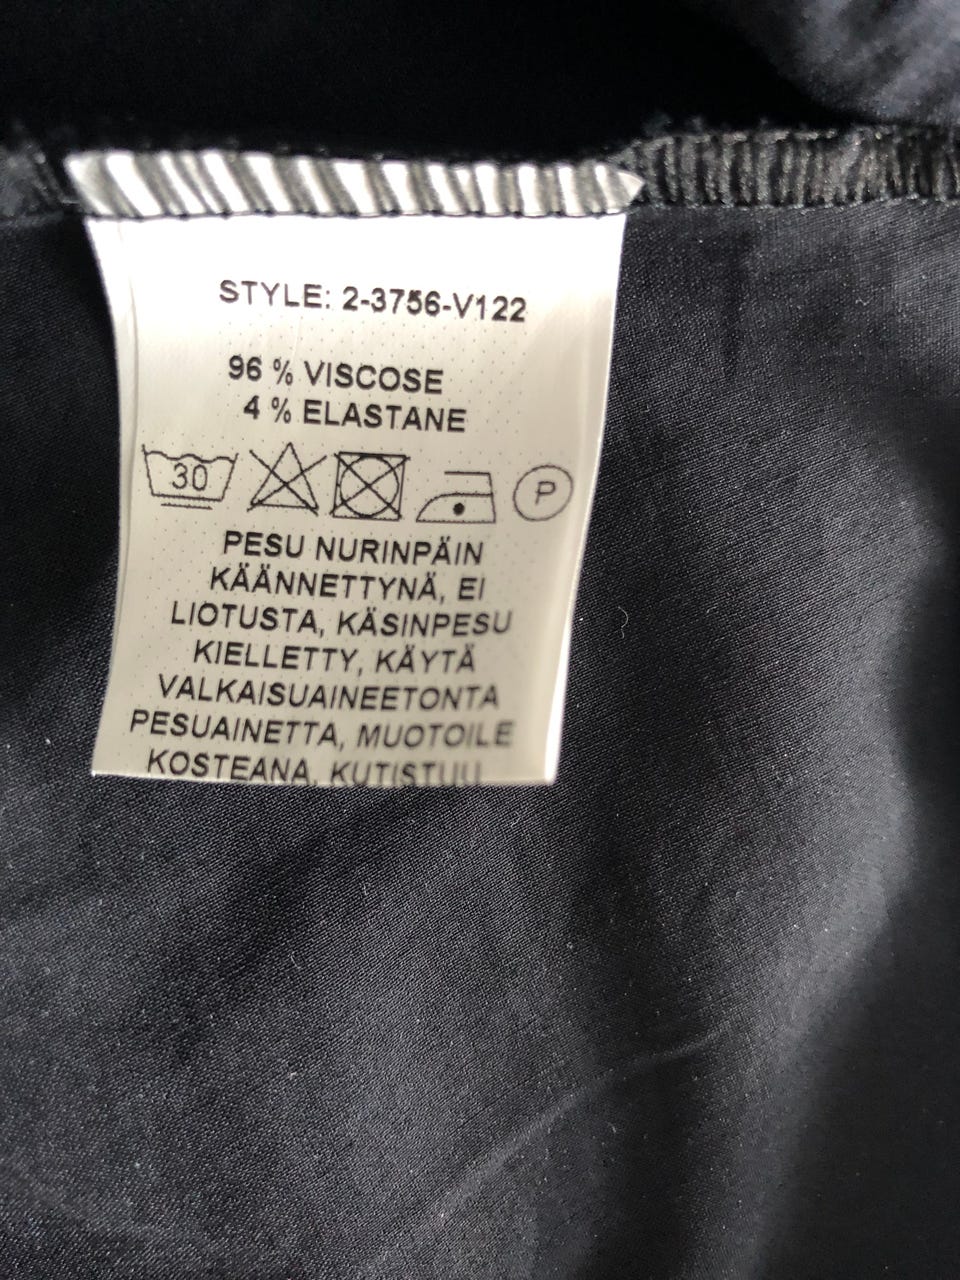 STYLE: 2-3756-V122
96 % VISCOSE
4 % ELASTANE
30 P
PESU NURINPÄIN
KÄÄNNETTYNÄ, EI
LIOTUSTA, KÄSINPESU
KIELLETTY, KÄYTÄ
VALKAISUAINEETONTA
PESUAINETTA, MUOTOILE
KOSTEANA, KUTISTUU